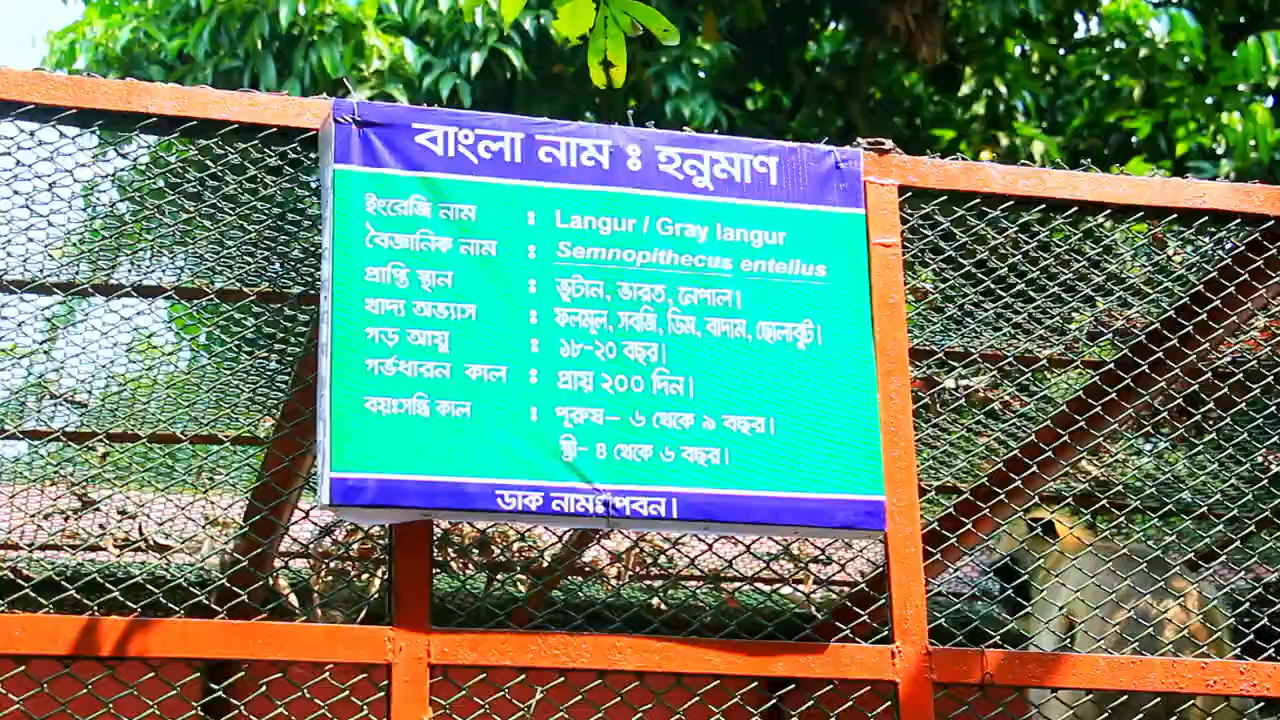 বাংলা নাম ঃ হনুমাণ
ইংরেজি নাম : Langur / Gray langur
বৈজ্ঞানিক নাম : Semnopithecus entellus
প্রাপ্তি স্থান : ভূটান, ভারত, নেপাল।
খাদ্য অভ্যাস : ফলমূল, সবজি, ডিম, বাদাম, ছোলাবুট।
গড় আয়ু : ১৮-২০ বছর।
গর্ভধারন কাল : প্রায় ২০০ দিন।
বয়ঃসন্ধি কাল : পূরুষ– ৬ থেকে ৯ বছর।
স্ত্রী– ৪ থেকে ৬ বছর।
ডাক নামঃ পবন।